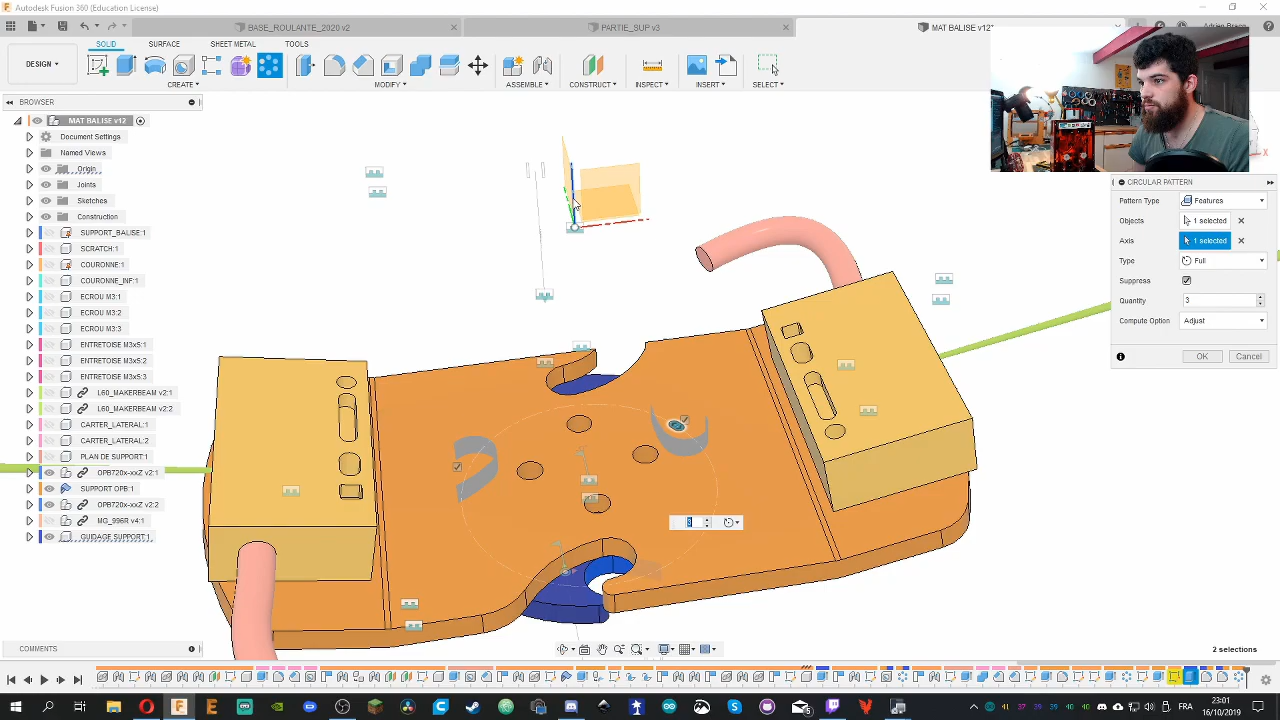 Autodesk Fusion 360 (Education License)
BASE_ROULANTE_2020 v2
PARTIE_SUP v3
MAT BALISE v12*
SOLID
SURFACE
SHEET METAL
TOOLS
DESIGN
CREATE
MODIFY
ASSEMBLE
CONSTRUCT
INSPECT
INSERT
SELECT
BROWSER
MAT BALISE v12
Document Settings
Named Views
Origin
Joints
Sketches
Construction
SUPPORT_BALISE:1
SCRATCH:1
COURONNE:1
COURONNE_INF:1
ECROU M3:1
ECROU M3:2
ECROU M3:3
ENTRETOISE M3x5:1
ENTRETOISE M3x5:2
ENTRETOISE M3x5:3
L60_MAKERBEAM v2:1
L60_MAKERBEAM v2:2
CARTER_LATERAL:1
CARTER_LATERAL:2
PLAN DE SUPPORT:1
OPB720x-xxZ v2:1
SUPPORT OPB:1
OPB720x-xxZ v2:2
MG_996R v4:1
GUIDAGE SUPPORT:1
CIRCULAR PATTERN
Pattern Type Features
Objects 1 selected
Axis 1 selected
Type Full
Suppress
Quantity 3
Compute Option Adjust
OK Cancel
X
3
COMMENTS
2 selections
41 37 39 39 41
FRA
23:01
16/10/2019